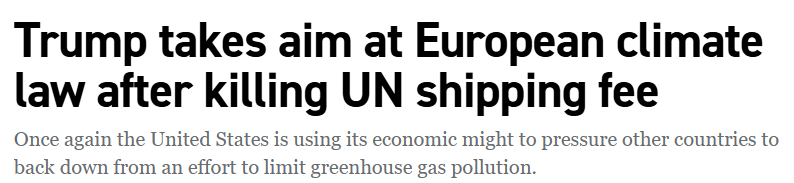 Trump takes aim at European climate
law after killing UN shipping fee
Once again the United States is using its economic might to pressure other countries to
back down from an effort to limit greenhouse gas pollution.